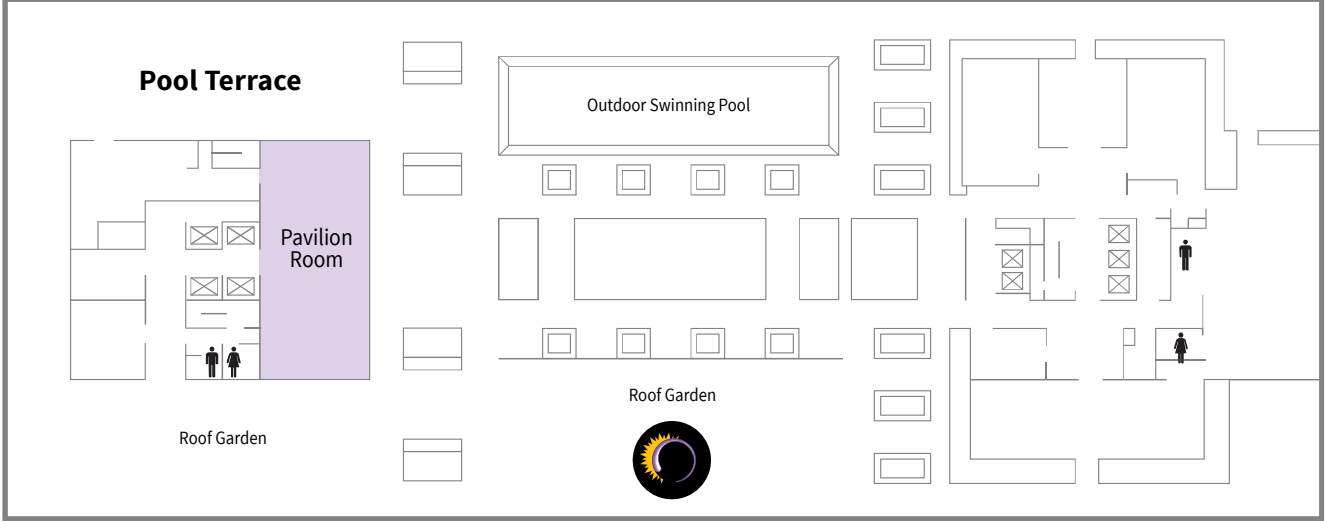 Pool Terrace
Outdoor Swinning Pool
Pavilion
Room
Roof Garden
Roof Garden